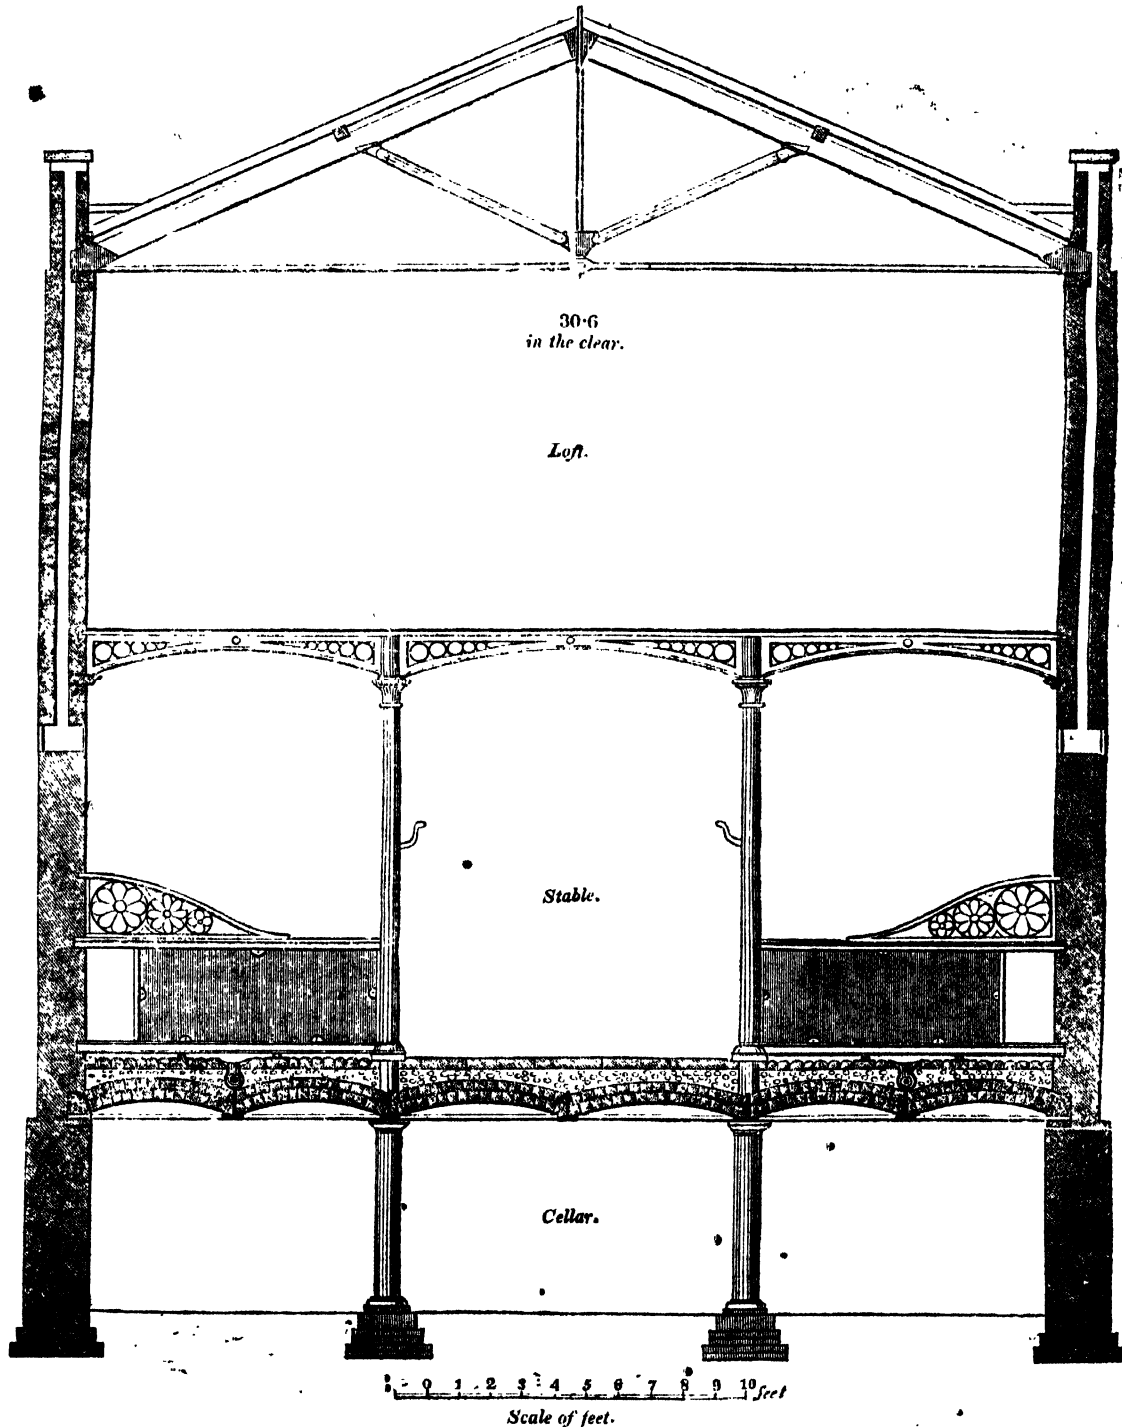 30·6
in the clear.
Loft.
Stable.
Cellar.
0 1 2 3 4 5 6 7 8 9 10 feet
Scale of feet.